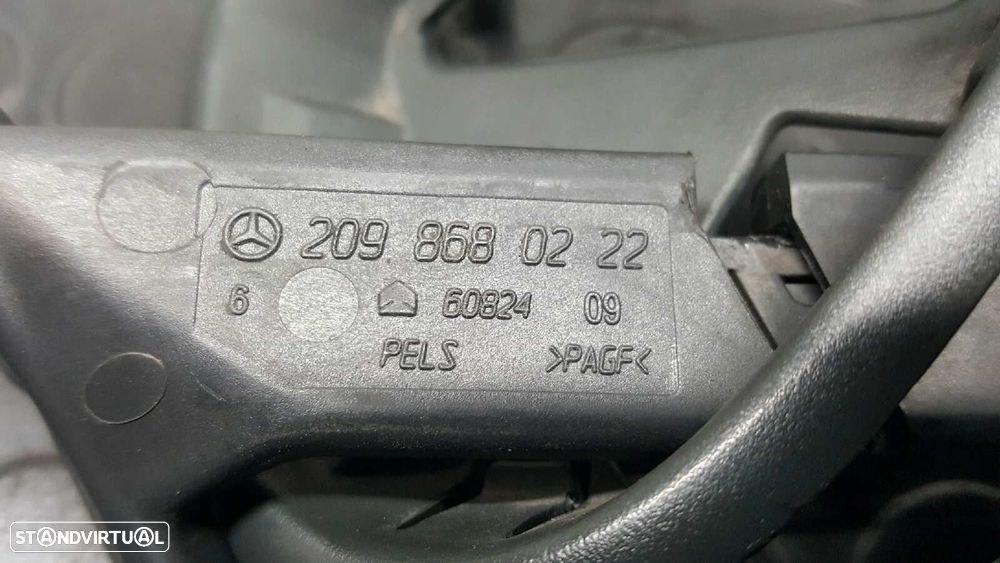 209 868 02 22
6 60824 09
PELS >PAGF<
STANDVIRTUAL